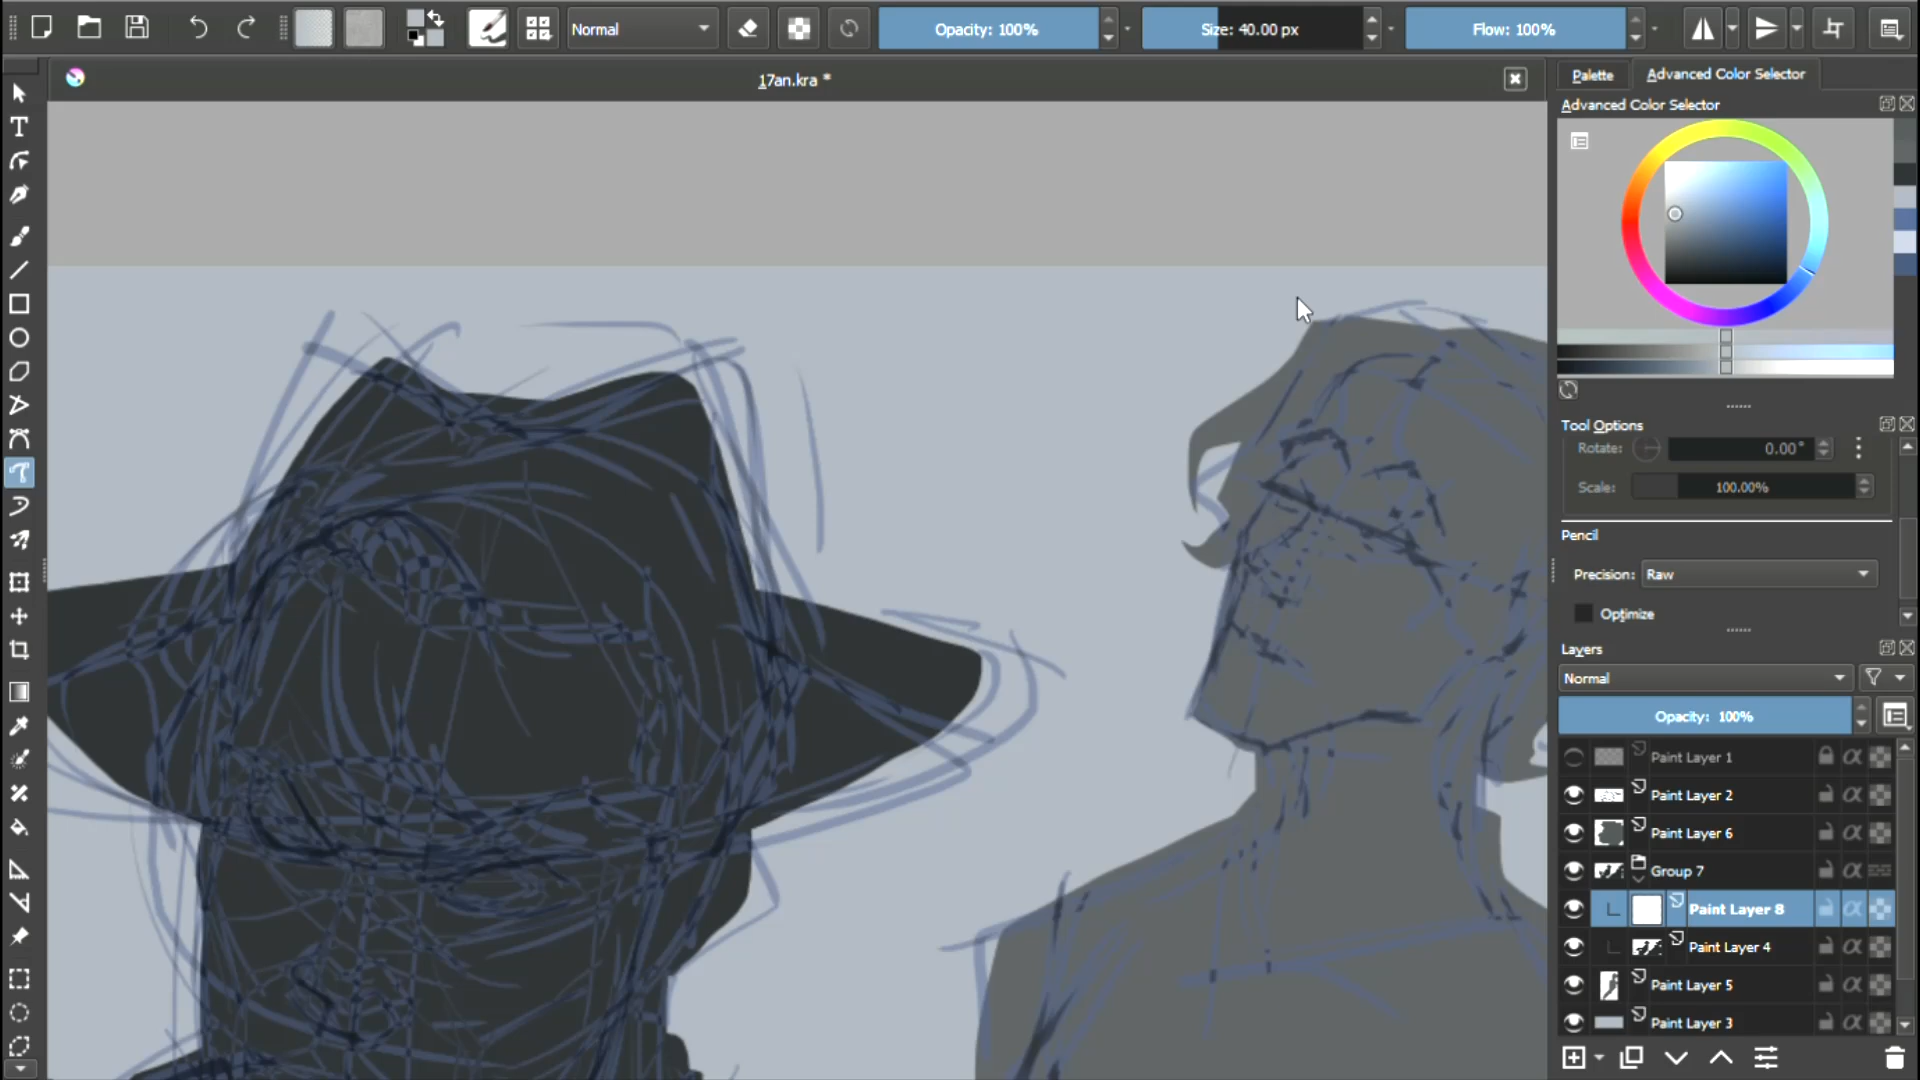 Normal
Opacity: 100%
Size: 40.00 px
Flow: 100%
17an.kra *
Palette
Advanced Color Selector
Advanced Color Selector
Tool Options
Rotate:
0.00°
Scale:
100.00%
Pencil
Precision:
Raw
Optimize
Layers
Normal
Opacity: 100%
Paint Layer 1
Paint Layer 2
Paint Layer 6
Group 7
Paint Layer 8
Paint Layer 4
Paint Layer 5
Paint Layer 3